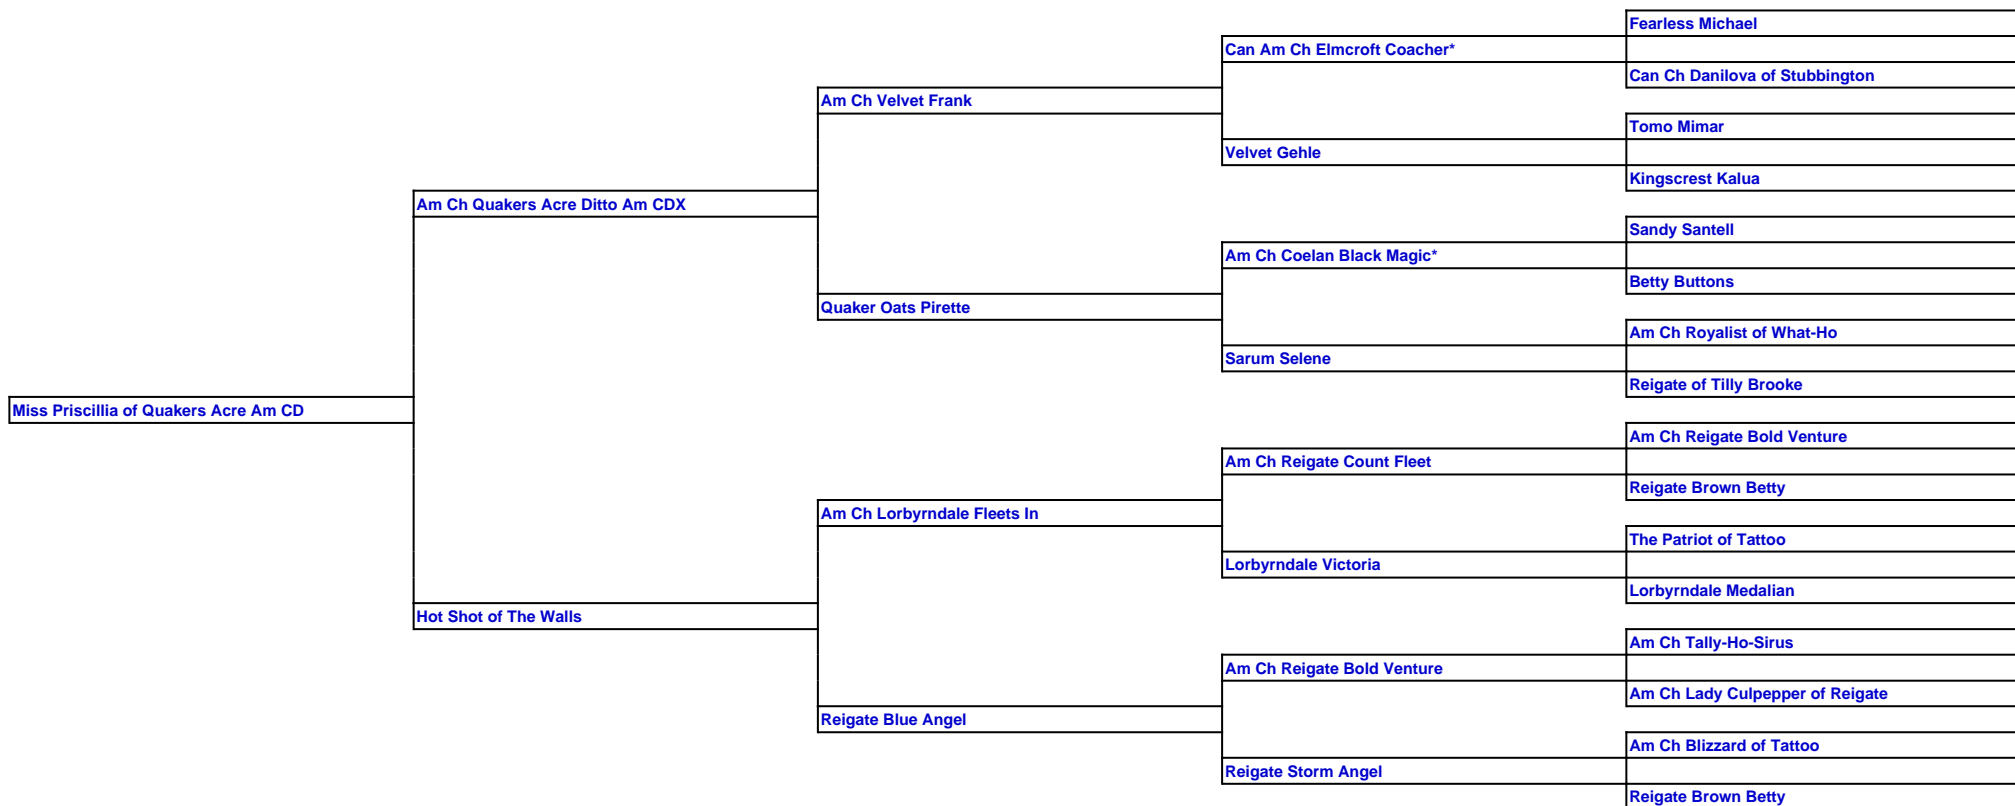 Fearless Michael
Can Am Ch Elmcroft Coacher*
Can Ch Danilova of Stubbington
Am Ch Velvet Frank
Tomo Mimar
Velvet Gehle
Kingscrest Kalua
Am Ch Quakers Acre Ditto Am CDX
Sandy Santell
Am Ch Coelan Black Magic*
Betty Buttons
Quaker Oats Pirette
Am Ch Royalist of What-Ho
Sarum Selene
Reigate of Tilly Brooke
Miss Priscillia of Quakers Acre Am CD
Am Ch Reigate Bold Venture
Am Ch Reigate Count Fleet
Reigate Brown Betty
Am Ch Lorbyrndale Fleets In
The Patriot of Tattoo
Lorbyrndale Victoria
Lorbyrndale Medalian
Hot Shot of The Walls
Am Ch Tally-Ho-Sirus
Am Ch Reigate Bold Venture
Am Ch Lady Culpepper of Reigate
Reigate Blue Angel
Am Ch Blizzard of Tattoo
Reigate Storm Angel
Reigate Brown Betty